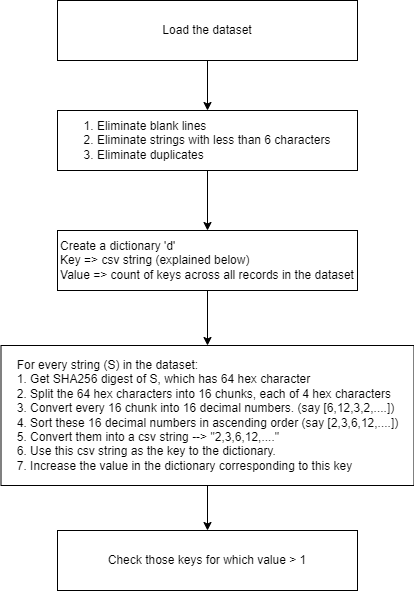 Load the dataset
1. Eliminate blank lines
2. Eliminate strings with less than 6 characters
3. Eliminate duplicates
Create a dictionary 'd'
Key => csv string (explained below)
Value => count of keys across all records in the dataset
For every string (S) in the dataset:
1. Get SHA256 digest of S, which has 64 hex character
2. Split the 64 hex characters into 16 chunks, each of 4 hex characters
3. Convert every 16 chunk into 16 decimal numbers. (say [6,12,3,2,....])
4. Sort these 16 decimal numbers in ascending order (say [2,3,6,12,....])
5. Convert them into a csv string --> "2,3,6,12,...."
6. Use this csv string as the key to the dictionary.
7. Increase the value in the dictionary corresponding to this key
Check those keys for which value > 1